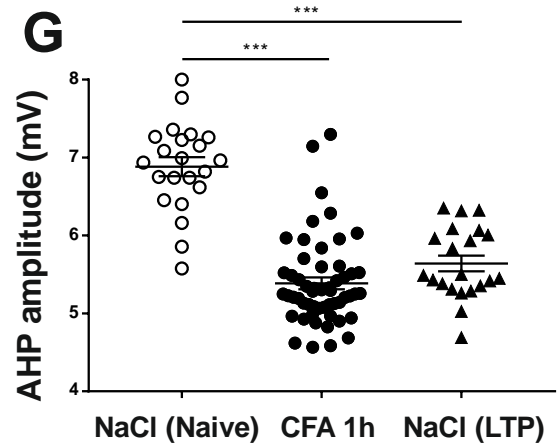 G
***
***
AHP amplitude (mV)
8
7
6
5
4
NaCl (Naive) CFA 1h NaCl (LTP)